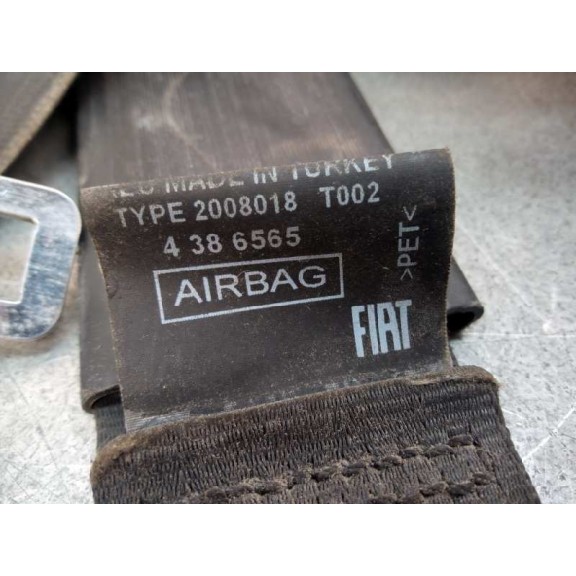 MADE IN TURKEY
TYPE 2008018 T002
4 38 6565
AIRBAG
>PET<
FIAT